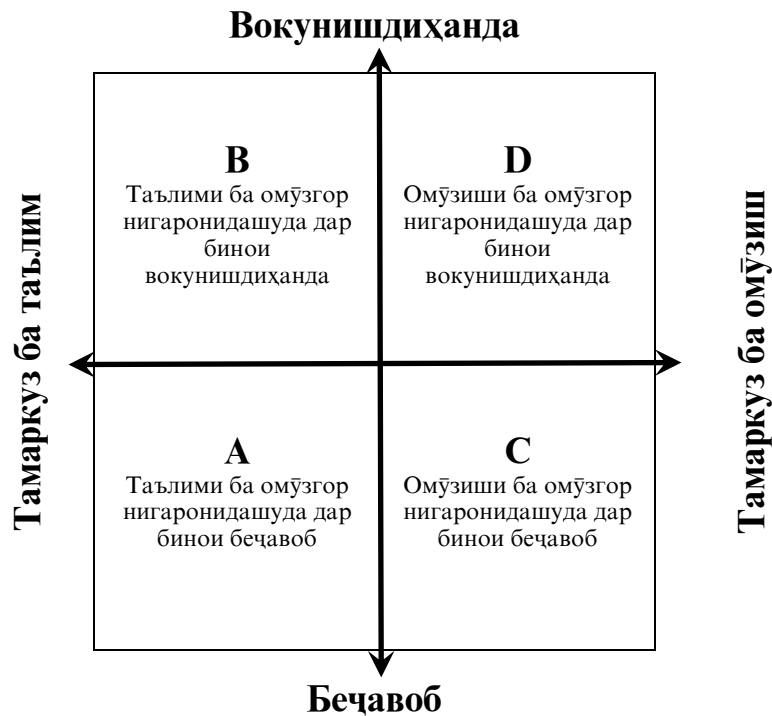 Вокунишдиҳанда
B
Таълими ба омӯзгор
нигаронидашуда дар
бинои
вокунишдиҳанда
D
Омӯзиши ба омӯзгор
нигаронидашуда дар
бинои
вокунишдиҳанда
Тамаркуз ба таълим
Тамаркуз ба омӯзиш
A
Таълими ба омӯзгор
нигаронидашуда дар
бинои беҷавоб
C
Омӯзиши ба омӯзгор
нигаронидашуда дар
бинои беҷавоб
Беҷавоб